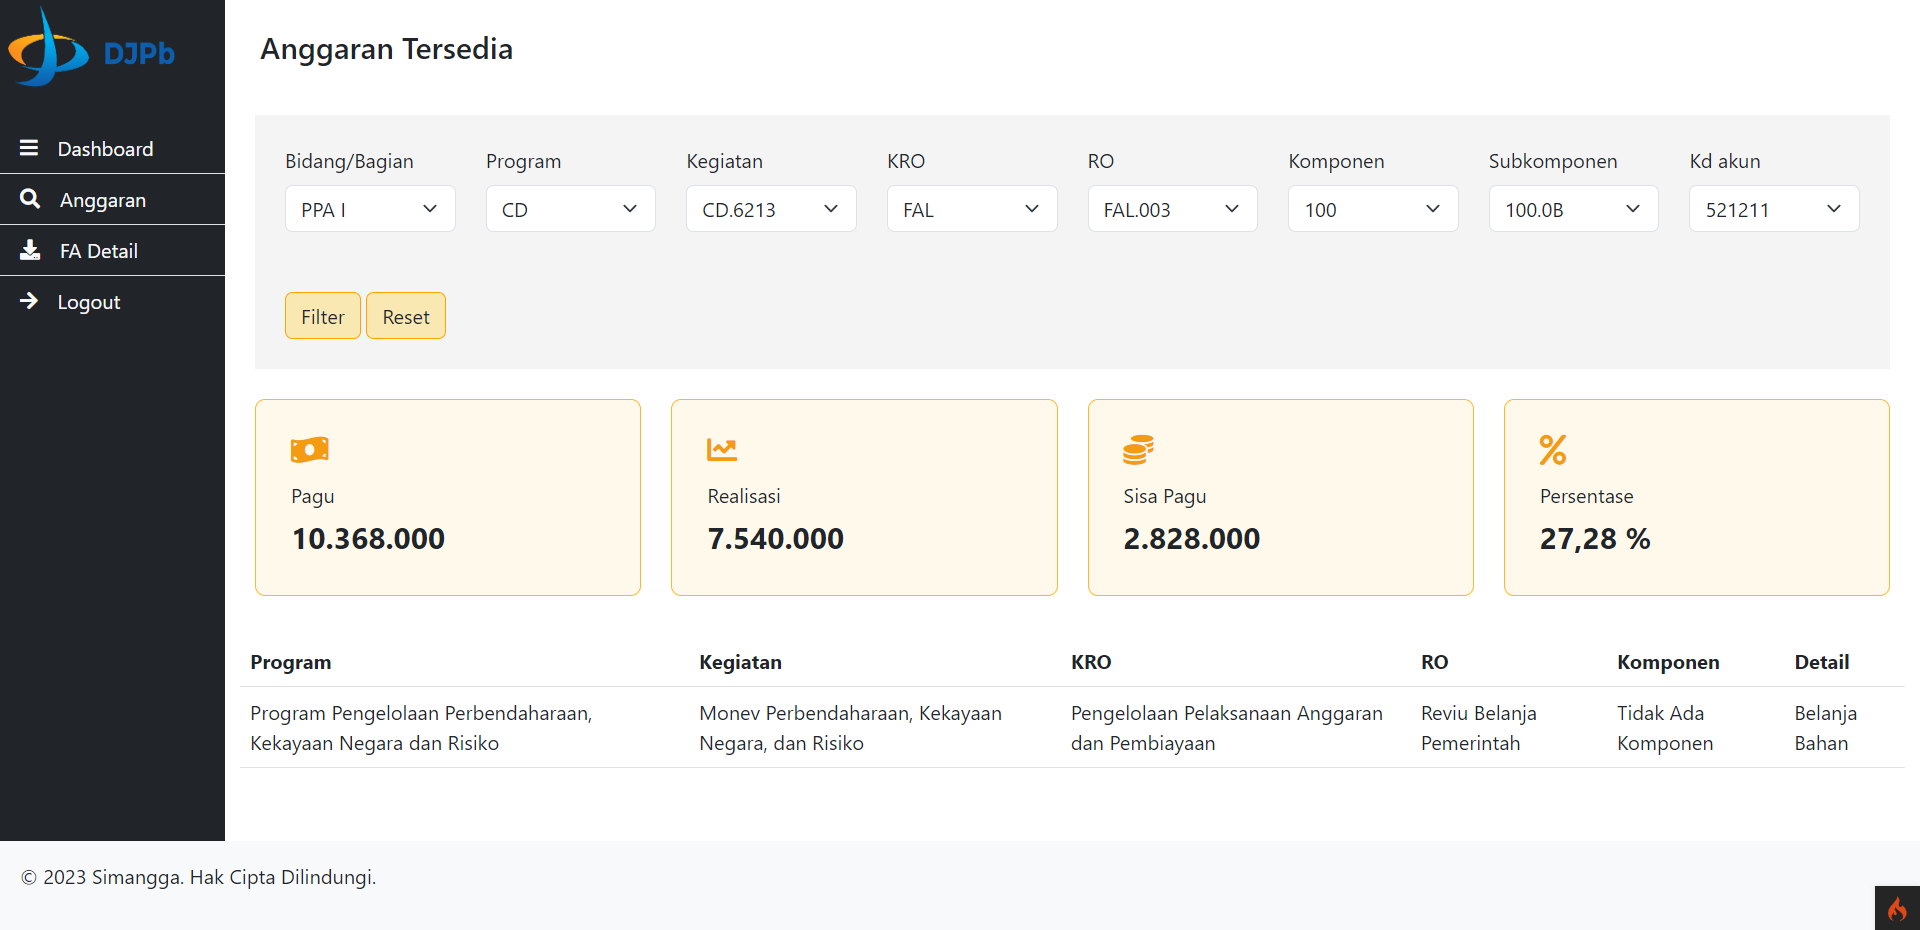 DJPb
Dashboard
Anggaran
FA Detail
Logout
Anggaran Tersedia
Bidang/Bagian Program Kegiatan KRO RO Komponen Subkomponen Kd akun
PPA I CD CD.6213 FAL FAL.003 100 100.0B 521211
Filter Reset
Pagu
10.368.000
Realisasi
7.540.000
Sisa Pagu
2.828.000
Persentase
27,28 %
Program Kegiatan KRO RO Komponen Detail
Program Pengelolaan Perbendaharaan,
Kekayaan Negara dan Risiko
Monev Perbendaharaan, Kekayaan
Negara, dan Risiko
Pengelolaan Pelaksanaan Anggaran
dan Pembiayaan
Reviu Belanja
Pemerintah
Tidak Ada
Komponen
Belanja
Bahan
© 2023 Simangga. Hak Cipta Dilindungi.